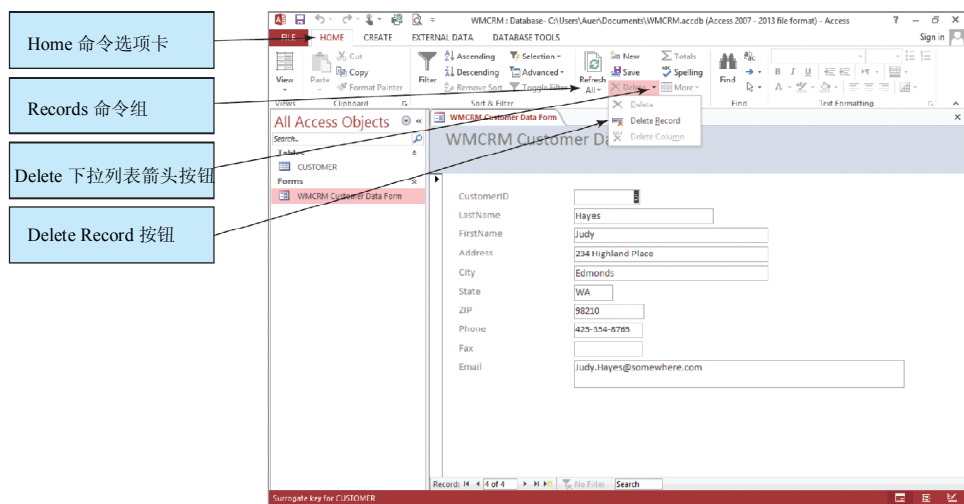 Home 命令选项卡
Records 命令组
Delete 下拉列表箭头按钮
Delete Record 按钮
WMCRM : Database- C:\Users\Auer\Documents\WMCRM.accdb (Access 2007 - 2013 file format) - Access
FILE HOME CREATE EXTERNAL DATA DATABASE TOOLS Sign in
View
Views
Paste
Cut
Copy
Format Painter
Clipboard
Filter
Ascending
Descending
Remove Sort
Selection
Advanced
Toggle Filter
Sort & Filter
Refresh
All
New
Save
Delete
Totals
Spelling
More
Delete
Delete Record
Delete Column
Find
Find
B I U
A
Text Formatting
All Access Objects
Search..
Tables
CUSTOMER
Forms
WMCRM Customer Data Form
WMCRM Customer Data Form
WMCRM Customer Da
CustomerID
LastName Hayes
FirstName Judy
Address 234 Highland Place
City Edmonds
State WA
ZIP 98210
Phone 425-354-8765
Fax
Email Judy.Hayes@somewhere.com
Record: 4 of 4 No Filter Search
Surrogate key for CUSTOMER